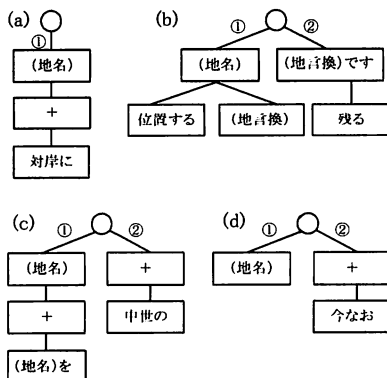 (a)
①
(地名)
+
対岸に
(b)
① ②
(地名) (地言換)です
位置する (地言換) 残る
(c)
① ②
(地名) +
+ 中世の
(地名)を
(d)
① ②
(地名) +
今なお